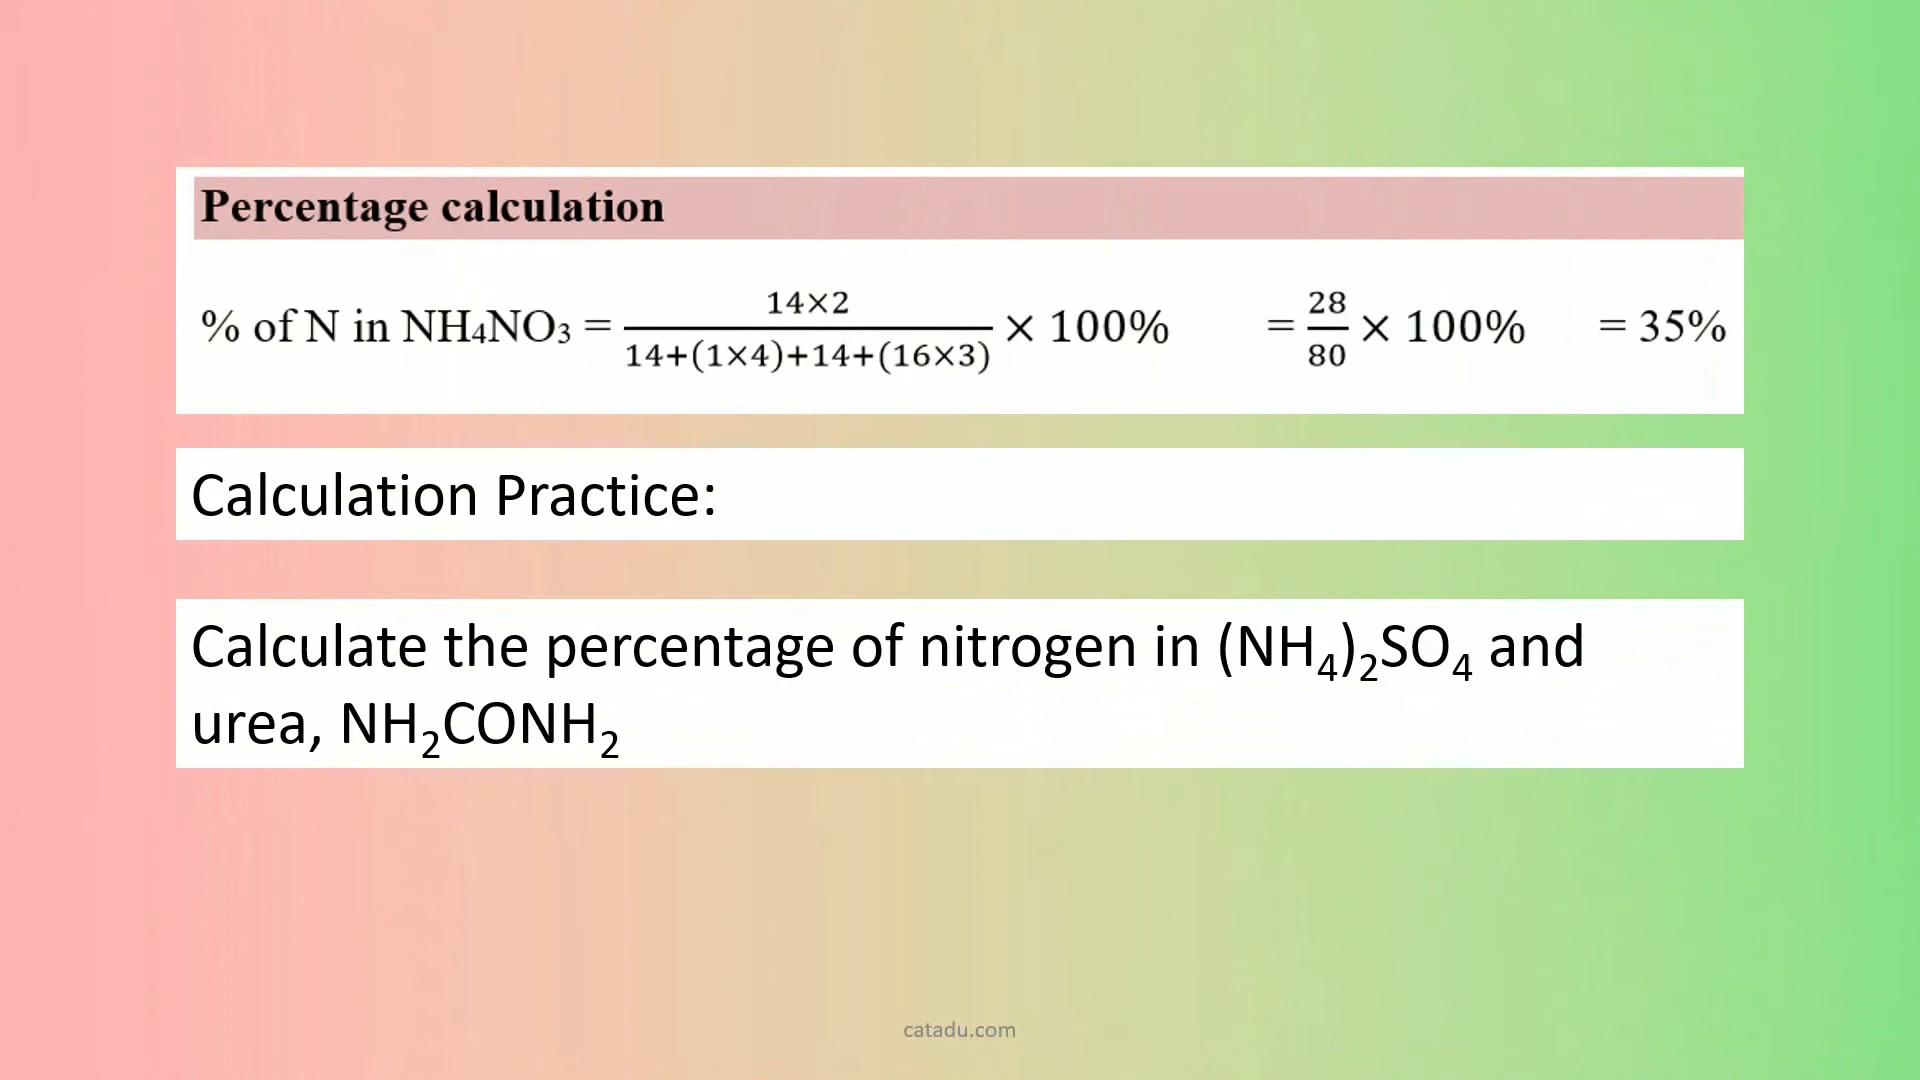 Percentage calculation
% of N in NH₄NO₃ = 14×2 / 14+(1×4)+14+(16×3) × 100% = 28/80 × 100% = 35%
Calculation Practice:
Calculate the percentage of nitrogen in (NH₄)₂SO₄ and
urea, NH₂CONH₂
catadu.com